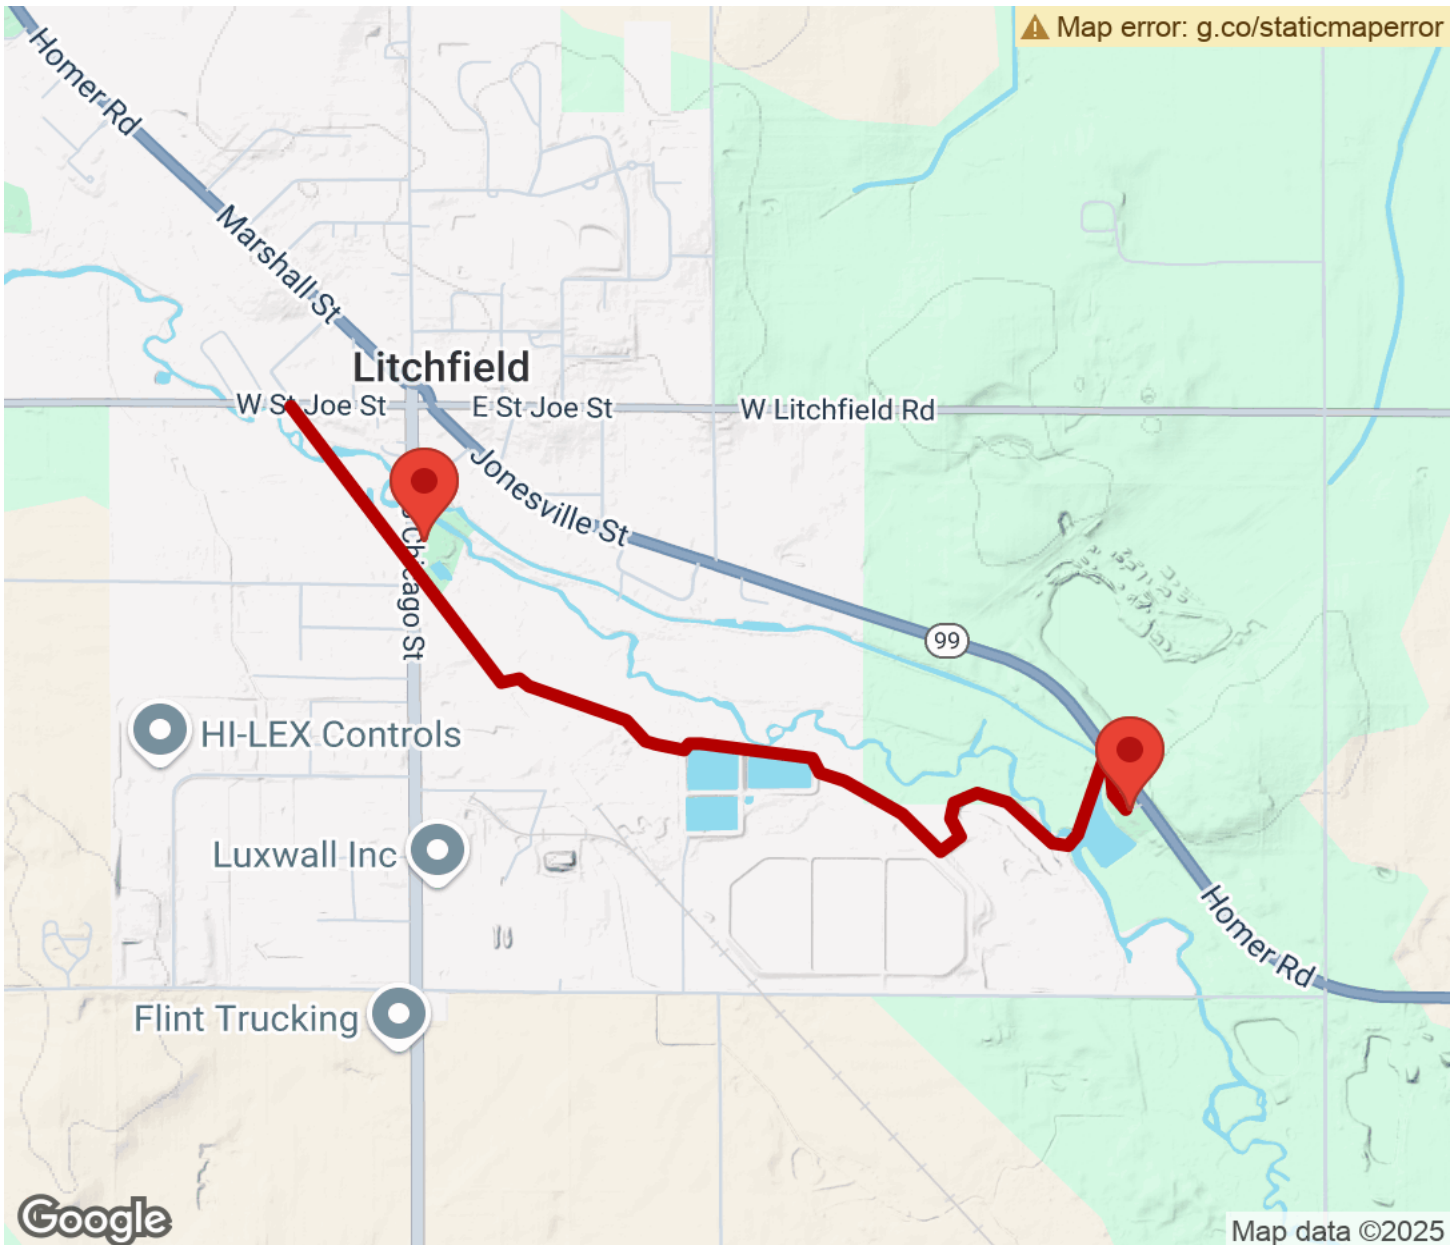 Map error: g.co/staticmaperror
Homer Rd
Marshall St
Litchfield
W St Joe St
E St Joe St
W Litchfield Rd
Jonesville St
S Chicago St
99
HI-LEX Controls
Luxwall Inc
Homer Rd
Flint Trucking
Google
Map data ©2025